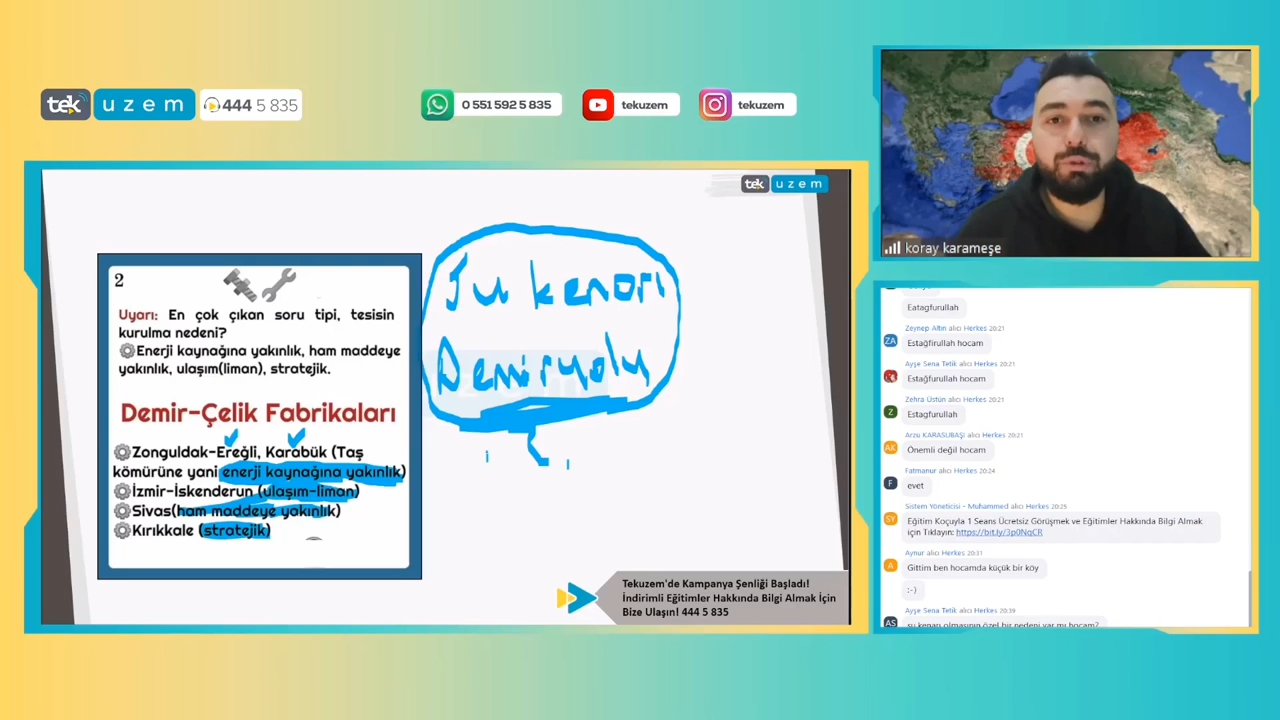 tek uzem 444 5 835
0 551 592 5 835
tekuzem
tekuzem
tek uzem
2
Uyarı: En çok çıkan soru tipi, tesisin
kurulma nedeni?
Enerji kaynağına yakınlık, ham maddeye
yakınlık, ulaşım(liman), stratejik.
Demir-Çelik Fabrikaları
Zonguldak-Ereğli, Karabük (Taş
kömürüne yani enerji kaynağına yakınlık)
İzmir-İskenderun (ulaşım-liman)
Sivas(ham maddeye yakınlık)
Kırıkkale (stratejik)
Su kenarı
Demiryolu
Tekuzem'de Kampanya Şenliği Başladı!
İndirimli Eğitimler Hakkında Bilgi Almak İçin
Bize Ulaşın! 444 5 835
koray karameşe
Eatagfurullah
Zeynep Altın alıcı Herkes 20:21
ZA
Estağfirullah hocam
Ayşe Sena Tetik alıcı Herkes 20:21
Estağfurullah hocam
Zehra Üstün alıcı Herkes 20:21
Z
Estagfurullah
Arzu KARASUBAŞI alıcı Herkes 20:21
AK
Önemli değil hocam
Fatmanur alıcı Herkes 20:24
F
evet
Sistem Yöneticisi - Muhammed alıcı Herkes 20:25
SY
Eğitim Koçuyla 1 Seans Ücretsiz Görüşmek ve Eğitimler Hakkında Bilgi Almak
için Tıklayın: https://bit.ly/3p0NqCR
Aynur alıcı Herkes 20:31
A
Gittim ben hocamda küçük bir köy
:-)
Ayşe Sena Tetik alıcı Herkes 20:39
AS
su kenarı olmasının özel bir nedeni var mı hocam?